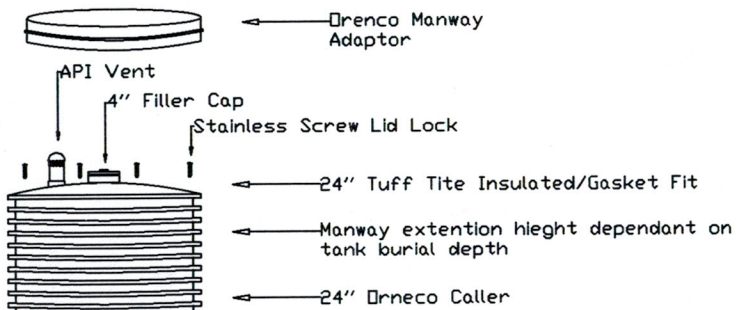 Orenco Manway
Adaptor
API Vent
4" Filler Cap
Stainless Screw Lid Lock
24" Tuff Tite Insulated/Gasket Fit
Manway extention hieght dependant on
tank burial depth
24" Orneco Caller